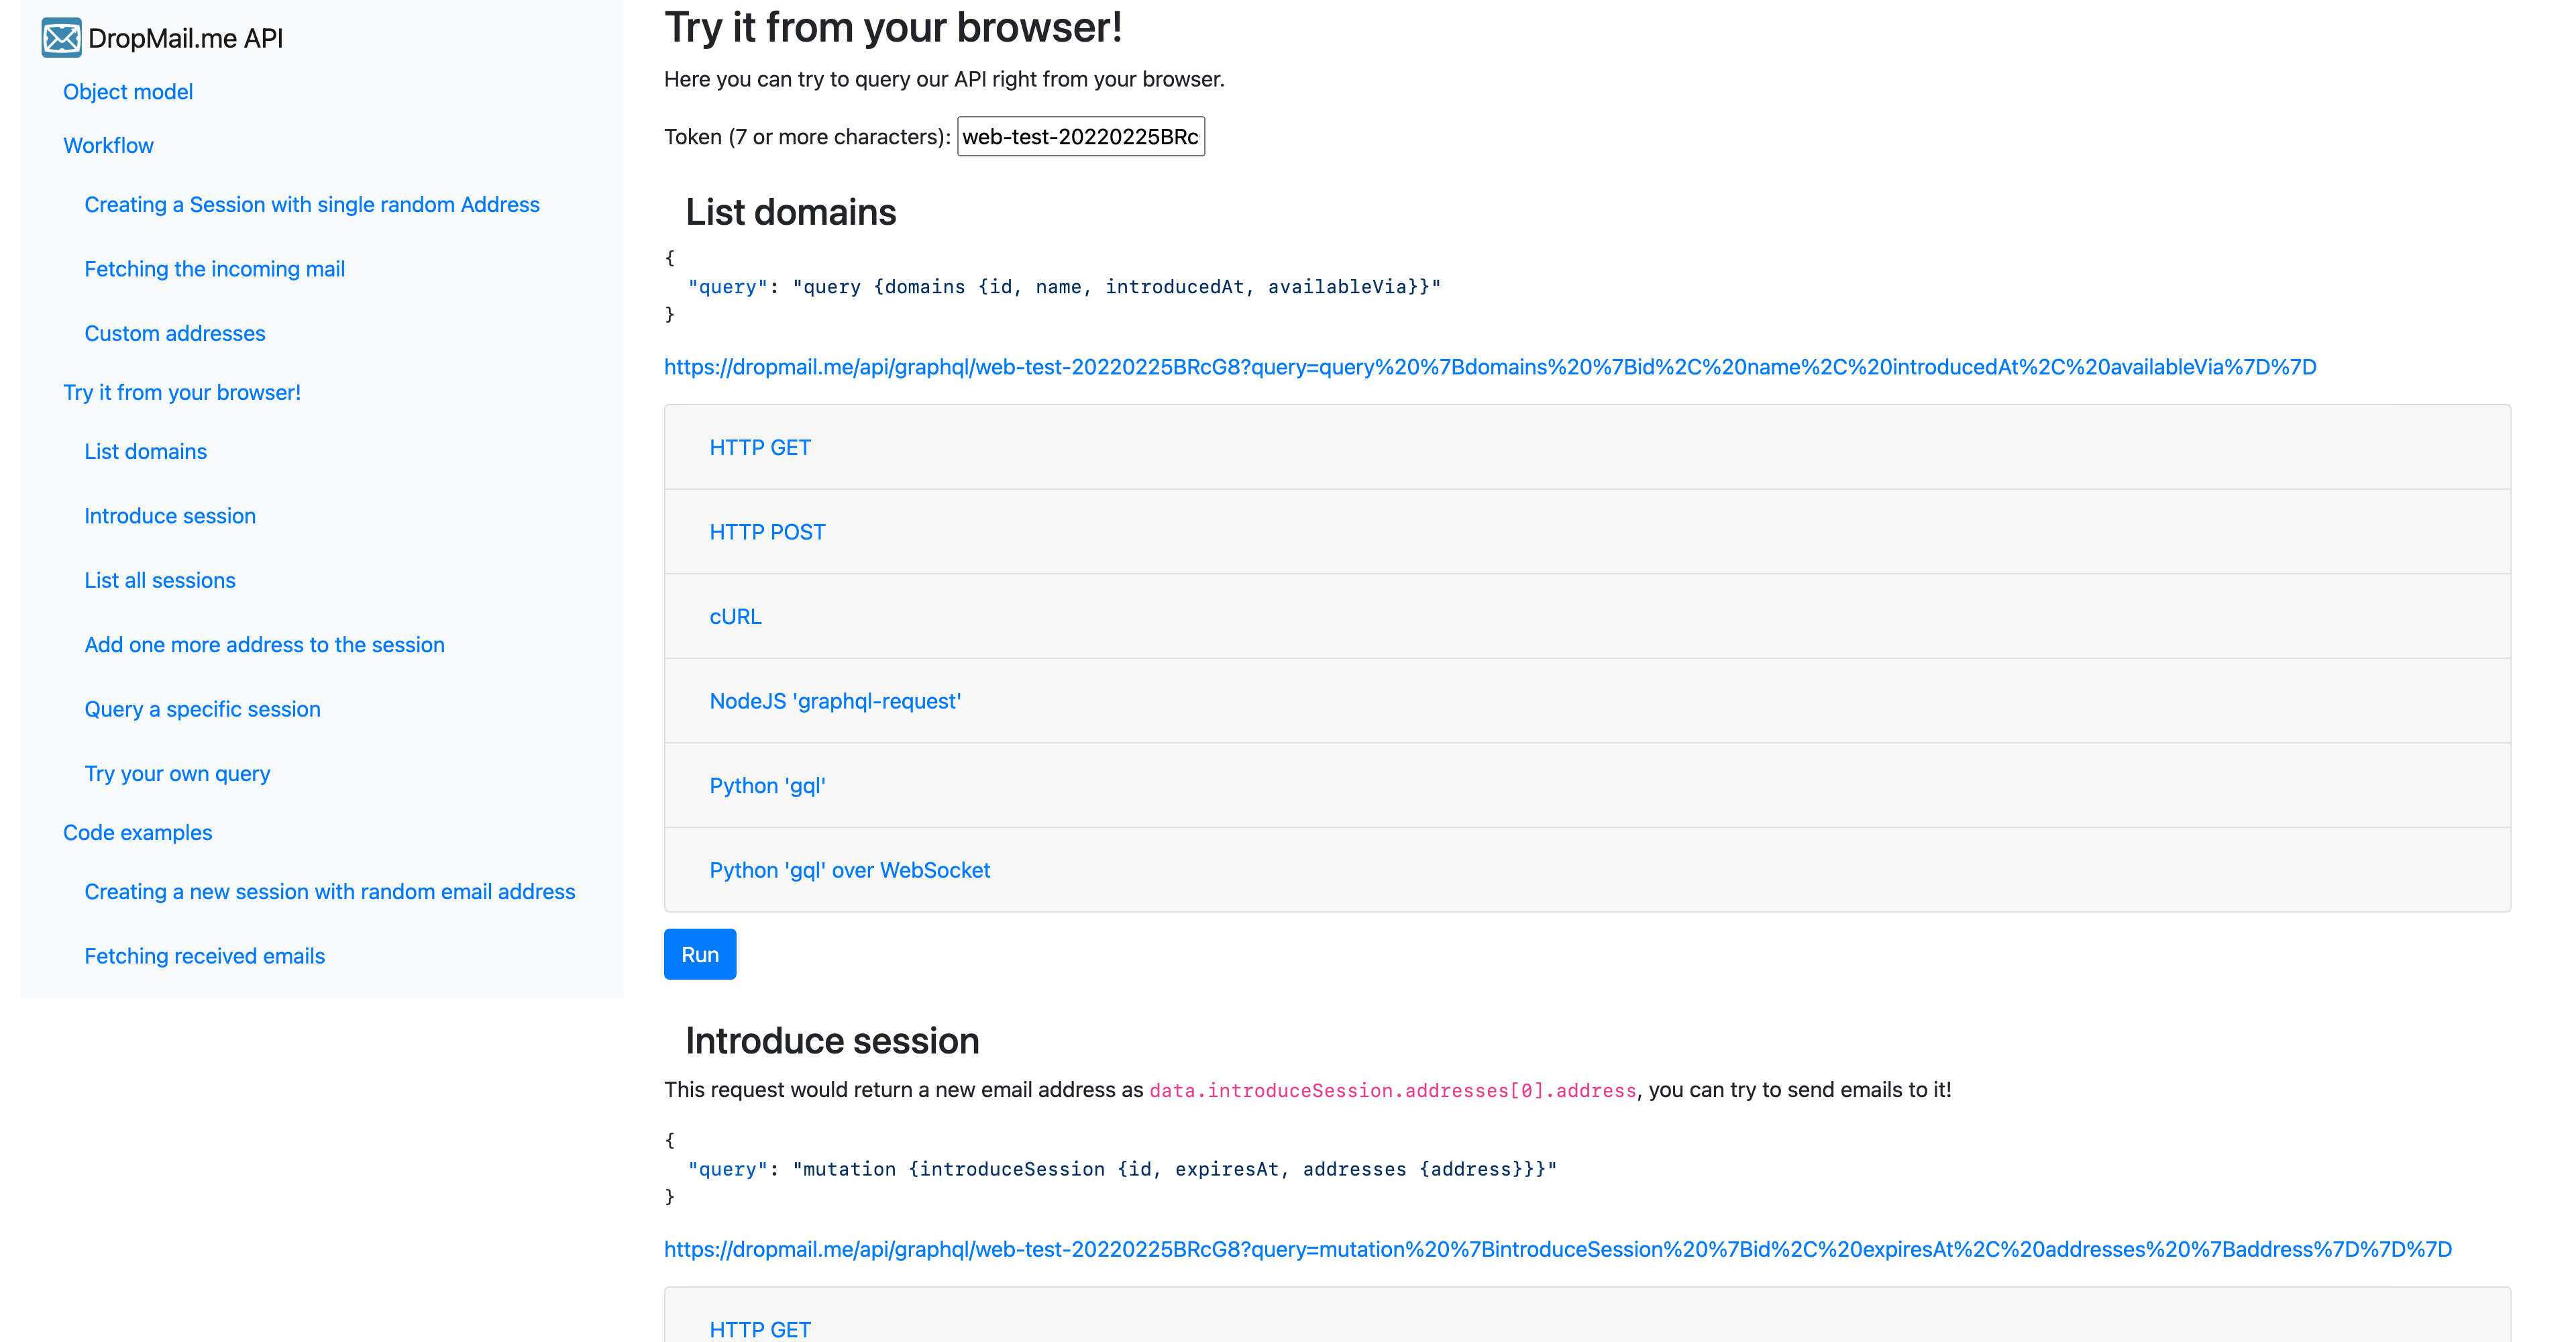 DropMail.me API
Object model
Workflow
Creating a Session with single random Address
Fetching the incoming mail
Custom addresses
Try it from your browser!
List domains
Introduce session
List all sessions
Add one more address to the session
Query a specific session
Try your own query
Code examples
Creating a new session with random email address
Fetching received emails
Try it from your browser!
Here you can try to query our API right from your browser.
Token (7 or more characters): web-test-20220225BRc
List domains
{
"query": "query {domains {id, name, introducedAt, availableVia}}"
}
https://dropmail.me/api/graphql/web-test-20220225BRcG8?query=query%20%7Bdomains%20%7Bid%2C%20name%2C%20introducedAt%2C%20availableVia%7D%7D
HTTP GET
HTTP POST
cURL
NodeJS 'graphql-request'
Python 'gql'
Python 'gql' over WebSocket
Run
Introduce session
This request would return a new email address as data.introduceSession.addresses[0].address, you can try to send emails to it!
{
"query": "mutation {introduceSession {id, expiresAt, addresses {address}}}"
}
https://dropmail.me/api/graphql/web-test-20220225BRcG8?query=mutation%20%7BintroduceSession%20%7Bid%2C%20expiresAt%2C%20addresses%20%7Baddress%7D%7D%7D
HTTP GET